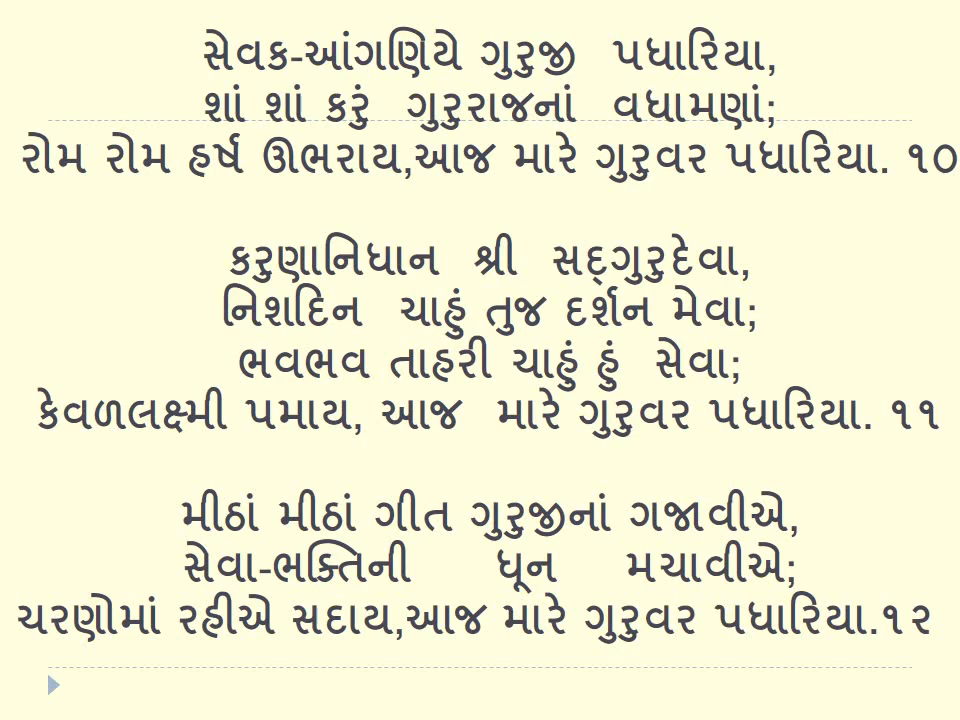 સેવક-આંગણિયે ગુરુજી પધારિયા,
શાં શાં કરું ગુરુરાજનાં વધામણાં;
રોમ રોમ હર્ષ ઊભરાય,આજ મારે ગુરુવર પધારિયા. ૧૦
કરુણાનિધાન શ્રી સદ્‌ગુરુદેવા,
નિશદિન ચાહું તુજ દર્શન મેવા;
ભવભવ તાહરી ચાહું હું સેવા;
કેવળલક્ષ્મી પમાય, આજ મારે ગુરુવર પધારિયા. ૧૧
મીઠાં મીઠાં ગીત ગુરુજીનાં ગજાવીએ,
સેવા-ભક્તિની ધૂન મચાવીએ;
ચરણોમાં રહીએ સદાય,આજ મારે ગુરુવર પધારિયા.૧૨